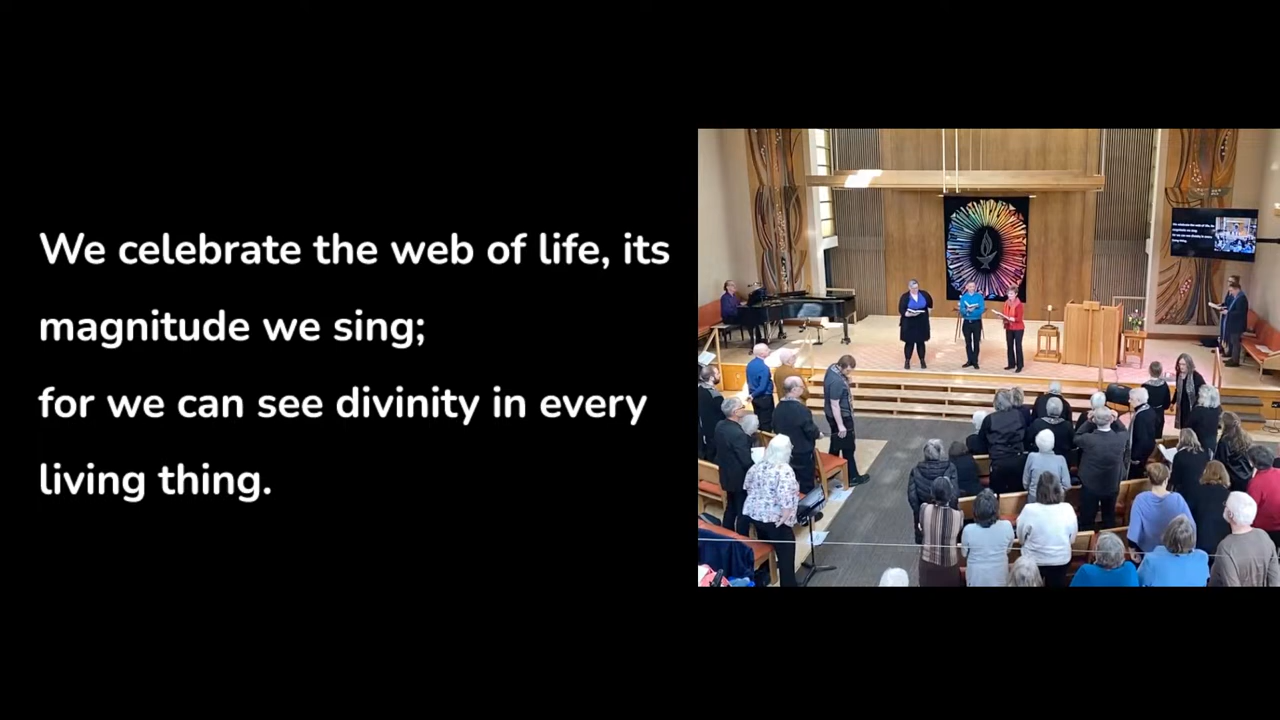 We celebrate the web of life, its
magnitude we sing;
for we can see divinity in every
living thing.